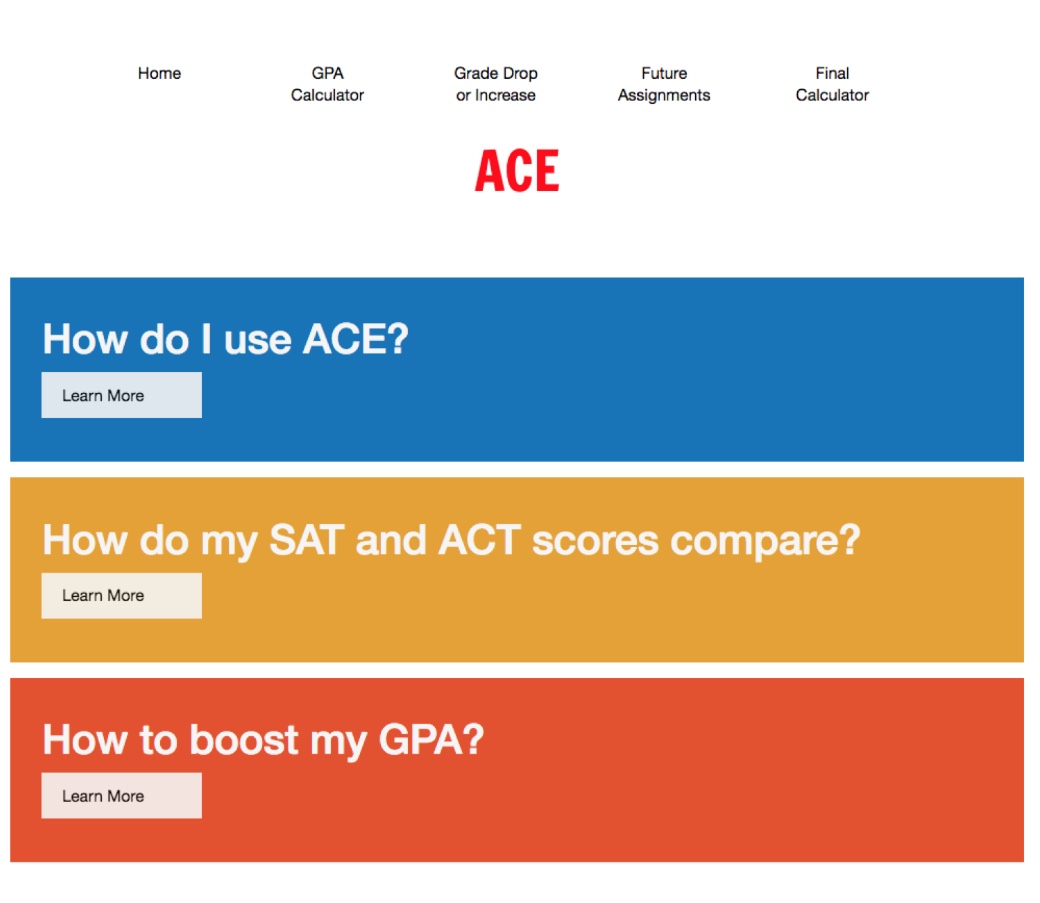 Home
GPA
Calculator
Grade Drop
or Increase
Future
Assignments
Final
Calculator
ACE
How do I use ACE?
Learn More
How do my SAT and ACT scores compare?
Learn More
How to boost my GPA?
Learn More